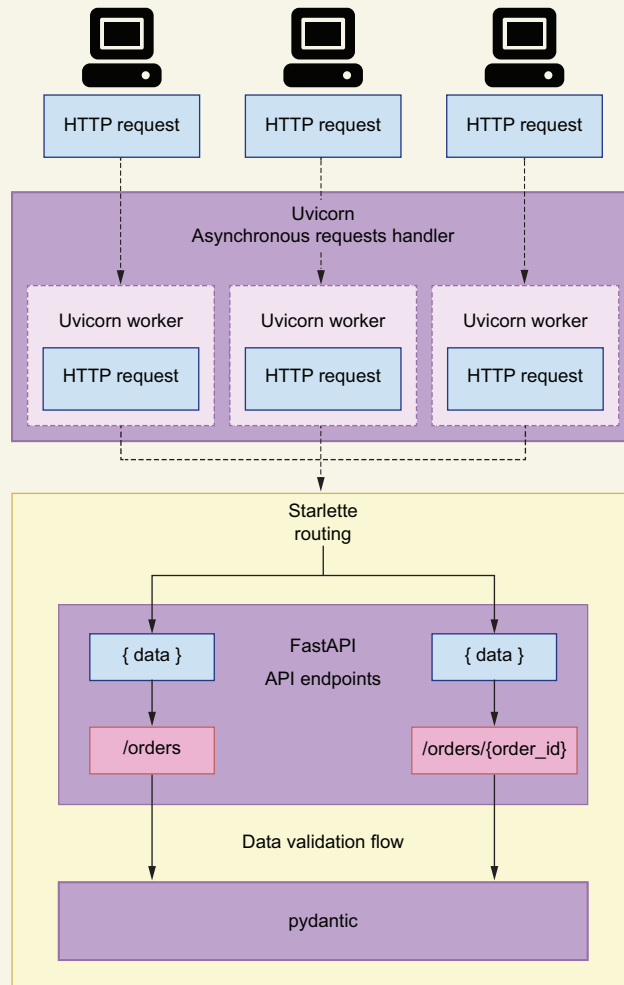 HTTP request
HTTP request
HTTP request
Uvicorn
Asynchronous requests handler
Uvicorn worker
Uvicorn worker
Uvicorn worker
HTTP request
HTTP request
HTTP request
Starlette
routing
{ data }
FastAPI
API endpoints
{ data }
/orders
/orders/{order_id}
Data validation flow
pydantic